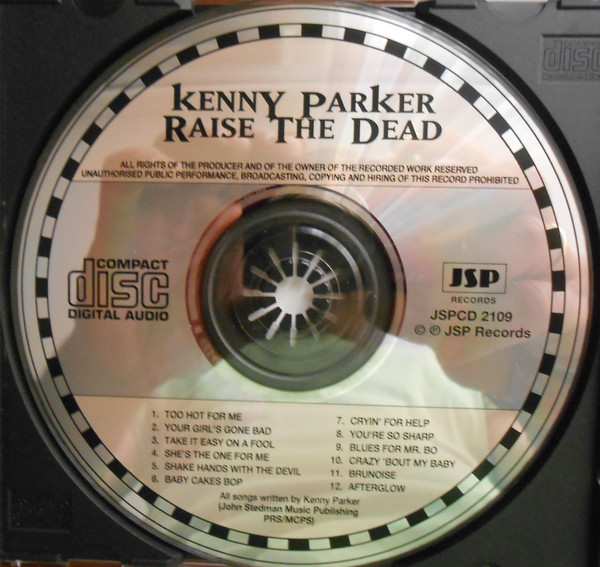 KENNY PARKER
RAISE THE DEAD
ALL RIGHTS OF THE PRODUCER AND OF THE OWNER OF THE RECORDED WORK RESERVED
UNAUTHORISED PUBLIC PERFORMANCE, BROADCASTING, COPYING AND HIRING OF THIS RECORD PROHIBITED
COMPACT
disc
DIGITAL AUDIO
JSP
RECORDS
JSPCD 2109
© ℗ JSP Records
1. TOO HOT FOR ME
2. YOUR GIRL'S GONE BAD
3. TAKE IT EASY ON A FOOL
4. SHE'S THE ONE FOR ME
5. SHAKE HANDS WITH THE DEVIL
6. BABY CAKES BOP
7. CRYIN' FOR HELP
8. YOU'RE SO SHARP
9. BLUES FOR MR. BO
10. CRAZY 'BOUT MY BABY
11. BRUNOISE
12. AFTERGLOW
All songs written by Kenny Parker
(John Stedman Music Publishing
PRS/MCPS)
disc